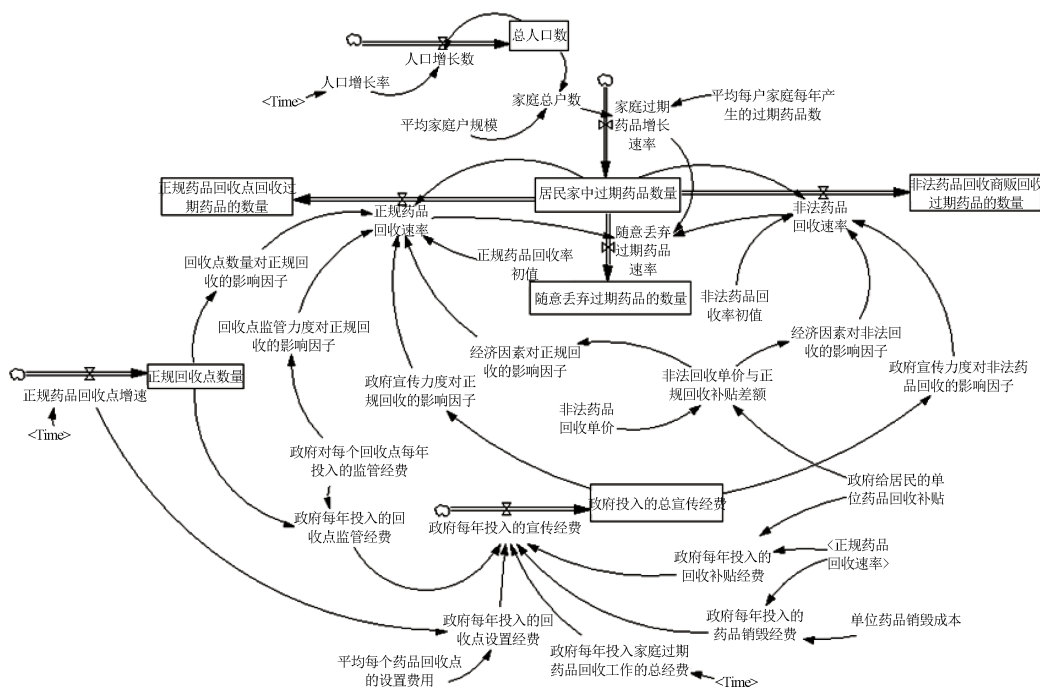 总人口数
人口增长数
人口增长率
<Time>
家庭总户数
平均家庭户规模
家庭过期
药品增长
速率
平均每户家庭每年产
生的过期药品数
正规药品回收点回收过
期药品的数量
居民家中过期药品数量
非法药品回收商贩回收
过期药品的数量
正规药品
回收速率
随意丢弃
过期药品
速率
非法药品
回收速率
正规药品回收率
初值
回收点数量对正规回
收的影响因子
随意丢弃过期药品的数量
非法药品回
收率初值
回收点监管力度对正规回
收的影响因子
经济因素对正规回
收的影响因子
经济因素对非法回
收的影响因子
正规药品回收点增速
正规回收点数量
政府宣传力度对正
规回收的影响因子
非法回收单价与正
规回收补贴差额
政府宣传力度对非法药
品回收的影响因子
<Time>
非法药品
回收单价
政府对每个回收点每年
投入的监管经费
政府给居民的单
位药品回收补贴
政府投入的总宣传经费
政府每年投入的回
收点监管经费
政府每年投入的宣传经费
政府每年投入的
回收补贴经费
<正规药品
回收速率>
政府每年投入的回
收点设置经费
政府每年投入的
药品销毁经费
单位药品销毁成本
平均每个药品回收点
的设置费用
政府每年投入家庭过期
药品回收工作的总经费
<Time>